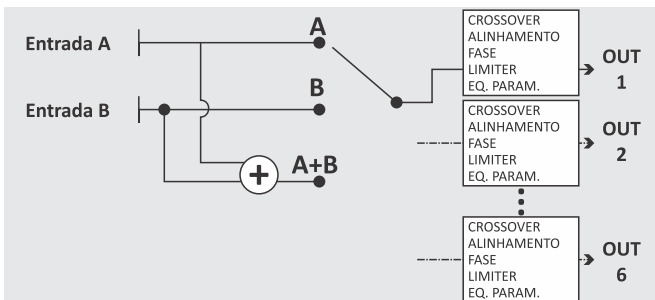 Entrada A
A
CROSSOVER
ALINHAMENTO
FASE
LIMITER
EQ. PARAM.
OUT
1
Entrada B
B
CROSSOVER
ALINHAMENTO
FASE
LIMITER
EQ. PARAM.
OUT
2
+
A+B
CROSSOVER
ALINHAMENTO
FASE
LIMITER
EQ. PARAM.
OUT
6